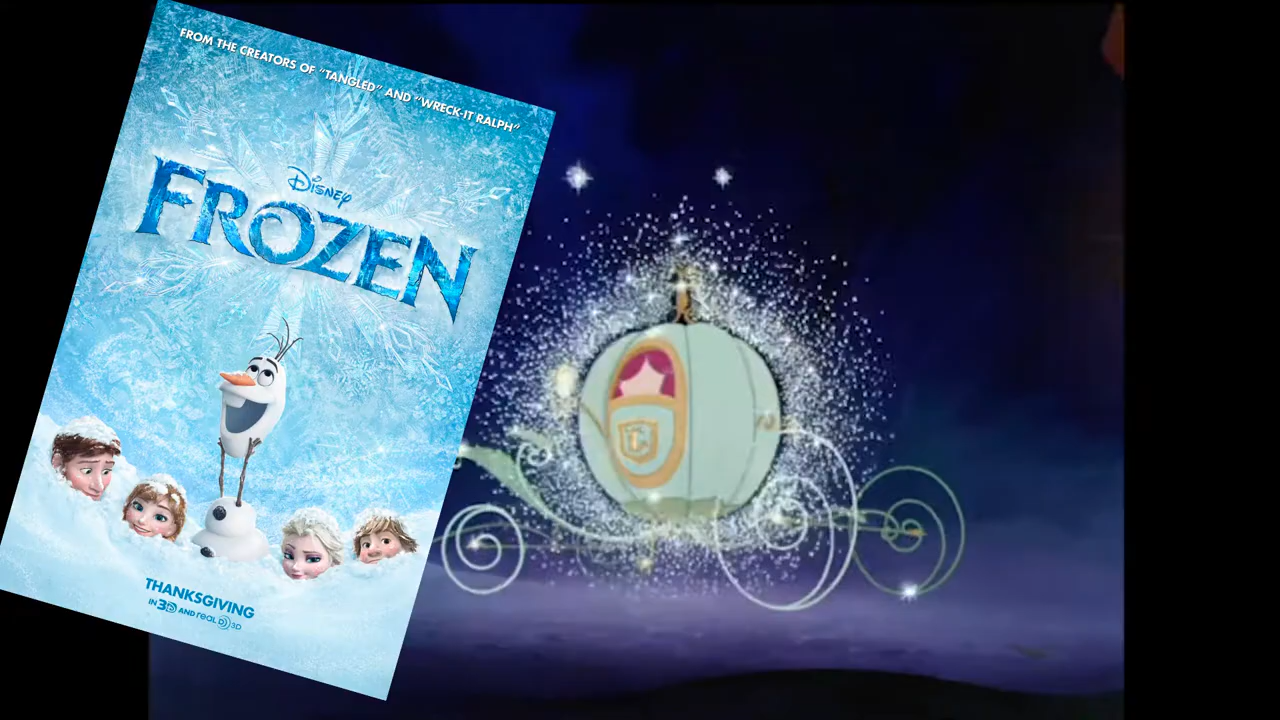 FROM THE CREATORS OF "TANGLED" AND "WRECK-IT RALPH"
DISNEY
FROZEN
THANKSGIVING
IN 3D AND REAL D 3D